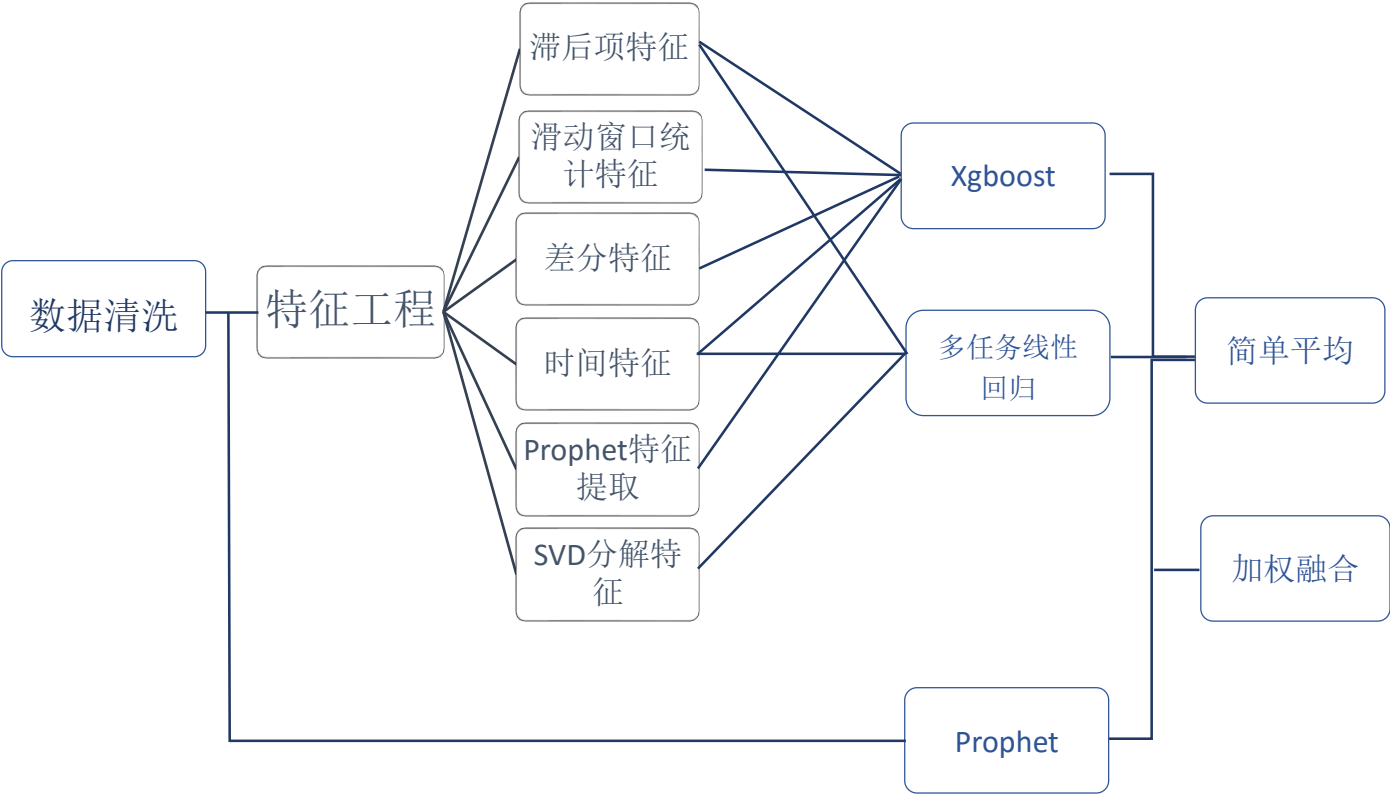 数据清洗
特征工程
滞后项特征
滑动窗口统
计特征
差分特征
时间特征
Prophet特征
提取
SVD分解特
征
Xgboost
多任务线性
回归
Prophet
简单平均
加权融合